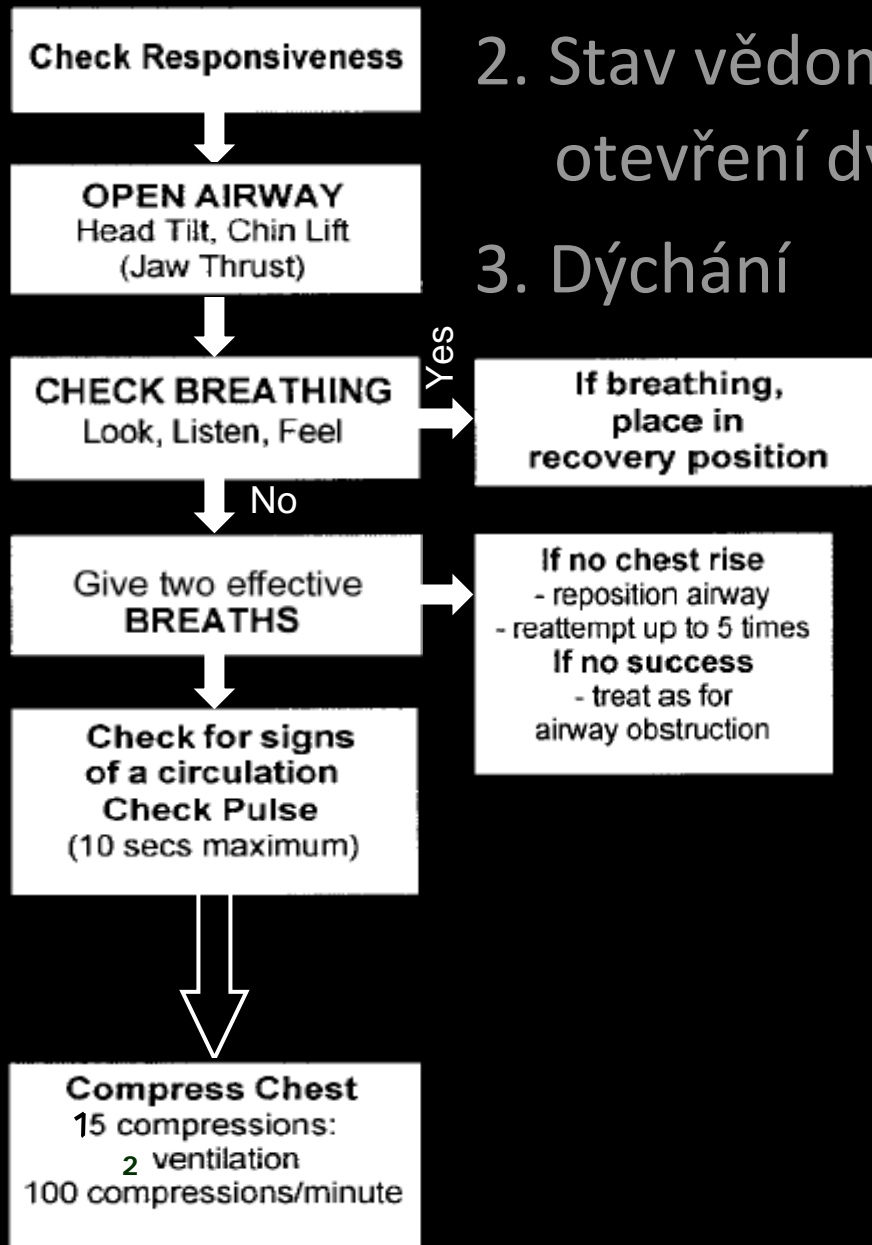 Check Responsiveness
2. Stav vědom
otevření dý
OPEN AIRWAY
Head Tilt, Chin Lift
(Jaw Thrust)
3. Dýchání
CHECK BREATHING
Look, Listen, Feel
Yes
If breathing,
place in
recovery position
No
Give two effective
BREATHS
If no chest rise
- reposition airway
- reattempt up to 5 times
If no success
- treat as for
airway obstruction
Check for signs
of a circulation
Check Pulse
(10 secs maximum)
Compress Chest
15 compressions:
2 ventilation
100 compressions/minute